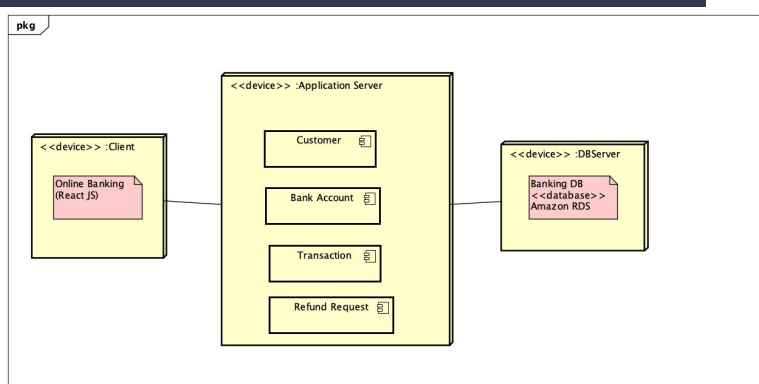 pkg
<<device>> :Application Server
Customer
Bank Account
Transaction
Refund Request
<<device>> :Client
Online Banking
(React JS)
<<device>> :DBServer
Banking DB
<<database>>
Amazon RDS